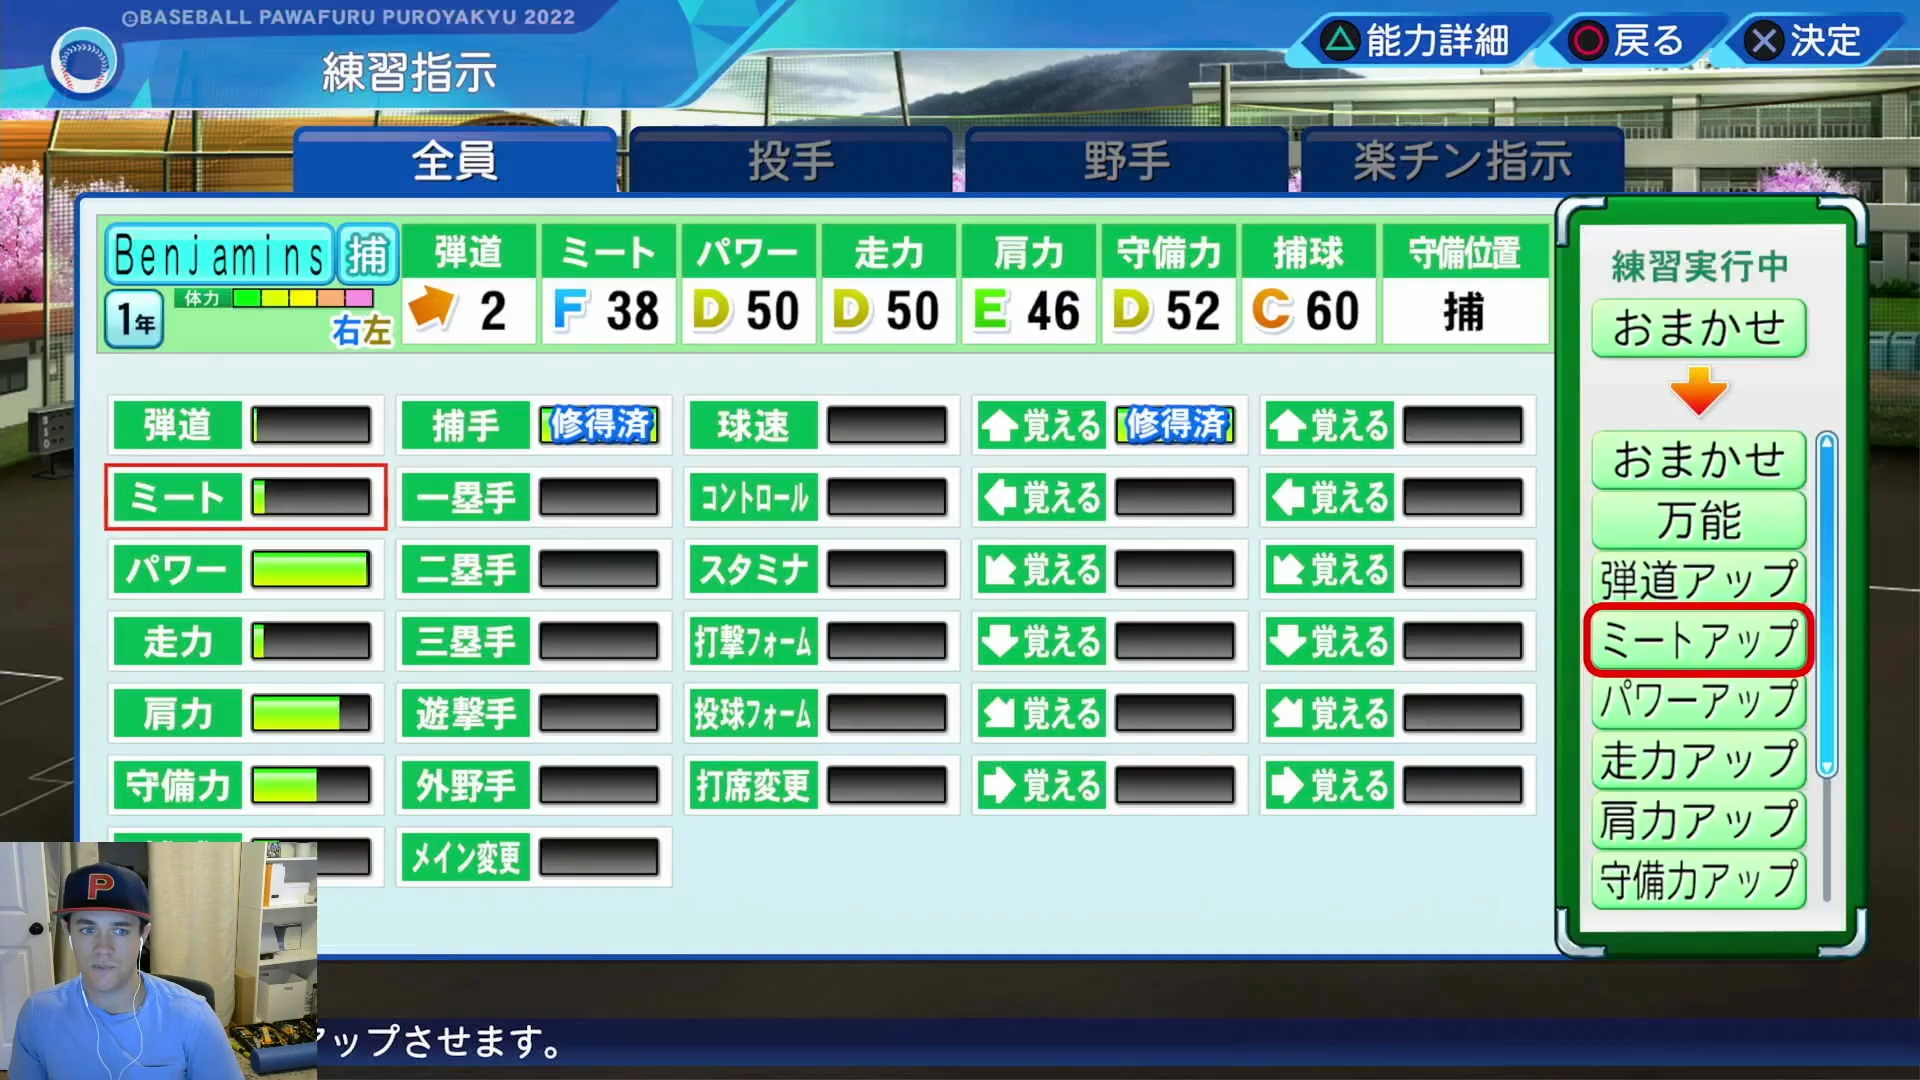 ©BASEBALL PAWAFURU PUROYAKYU 2022
練習指示
能力詳細 戻る 決定
全員 投手 野手 楽チン指示
Benjamins 捕 弾道 ミート パワー 走力 肩力 守備力 捕球 守備位置
1年 体力 右左 2 F 38 D 50 D 50 E 46 D 52 C 60 捕
弾道 捕手 修得済 球速 覚える 修得済 覚える
ミート 一塁手 コントロール 覚える 覚える
パワー 二塁手 スタミナ 覚える 覚える
走力 三塁手 打撃フォーム 覚える 覚える
肩力 遊撃手 投球フォーム 覚える 覚える
守備力 外野手 打席変更 覚える 覚える
メイン変更
練習実行中
おまかせ
おまかせ
万能
弾道アップ
ミートアップ
パワーアップ
走力アップ
肩力アップ
守備力アップ
P
アップさせます。